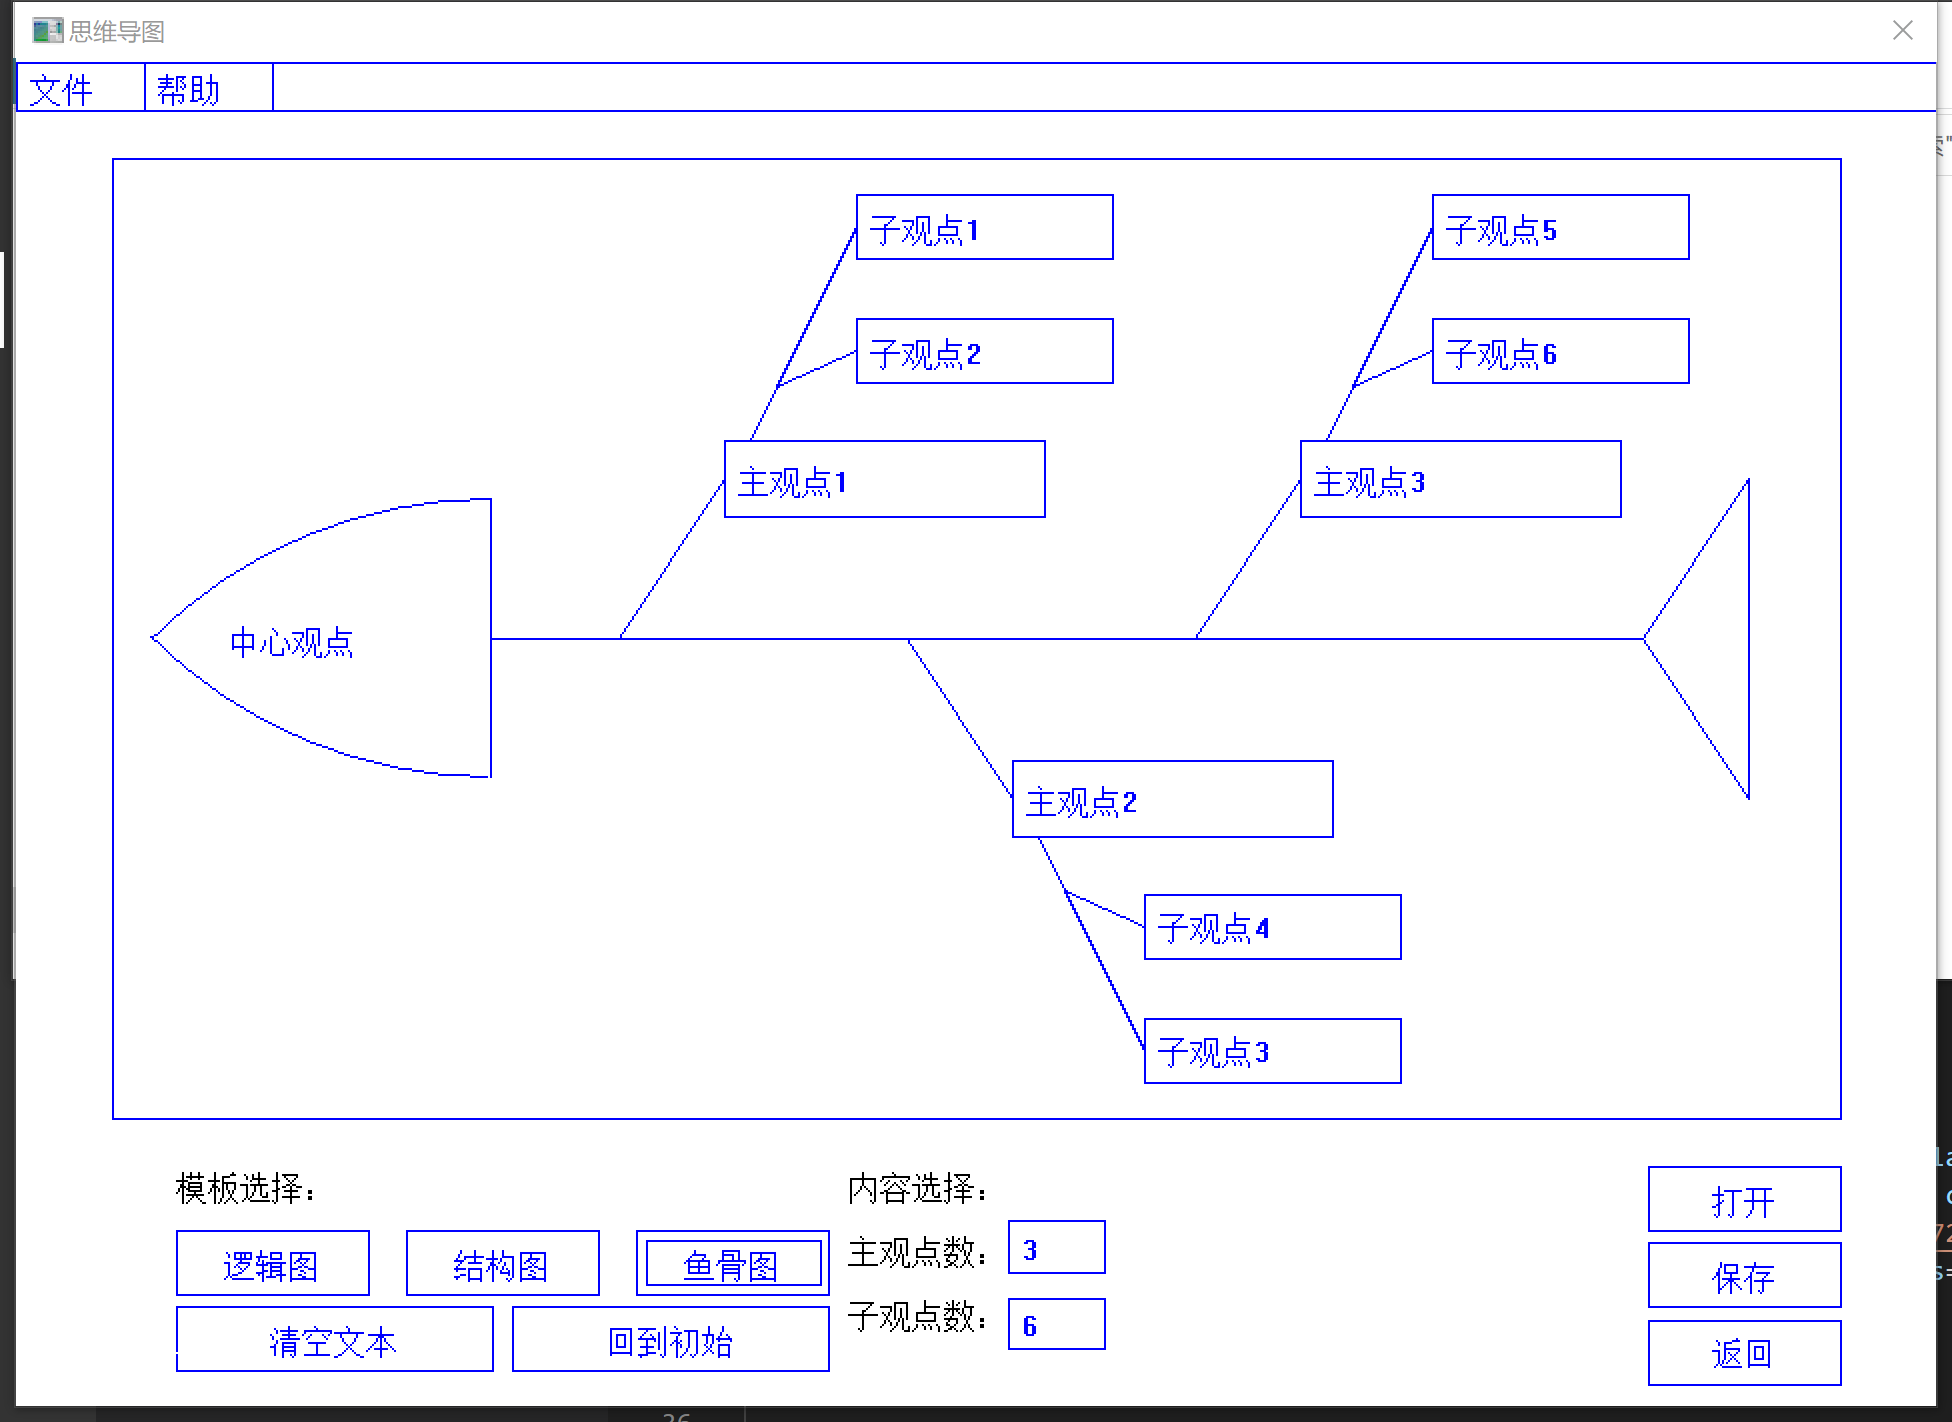 思维导图
文件 帮助
子观点1
子观点5
子观点2
子观点6
主观点1
主观点3
中心观点
主观点2
子观点4
子观点3
模板选择：
内容选择：
逻辑图 结构图 鱼骨图
主观点数： 3
清空文本 回到初始
子观点数： 6
打开
保存
返回